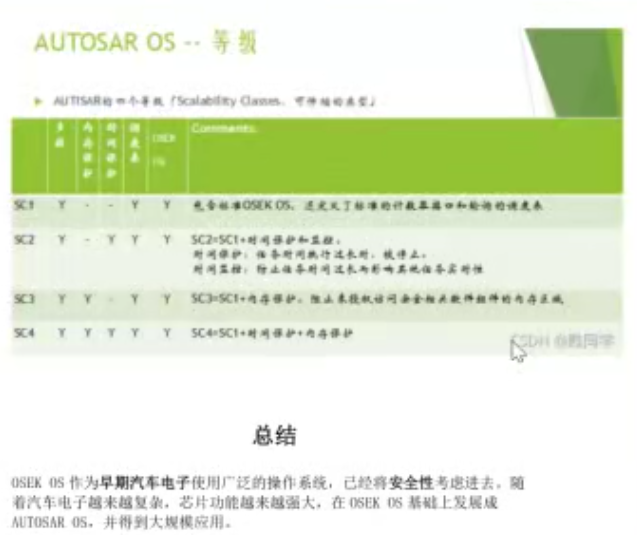 AUTOSAR OS -- 等级
AUTISAR的四个等级「Scalability Classes, 可伸缩的类型」
多核 内存保护 时间保护 调度表 OSEK OS Comments:
SC1 Y - - Y Y 包含标准OSEK OS, 还定义了标准的计数器接口和轮询的调度表
SC2 Y - Y Y Y SC2=SC1+时间保护和监控,
时间保护: 任务时间执行过长时, 被停止,
时间监控: 防止任务时间过长而影响其他任务实时性
SC3 Y Y - Y Y SC3=SC1+内存保护, 阻止未授权访问安全相关软件组件的内存区域
SC4 Y Y Y Y Y SC4=SC1+时间保护+内存保护
CSDN @胜同学
总结
OSEK OS 作为早期汽车电子使用广泛的操作系统，已经将安全性考虑进去。随
着汽车电子越来越复杂，芯片功能越来越强大，在 OSEK OS 基础上发展成
AUTOSAR OS，并得到大规模应用。